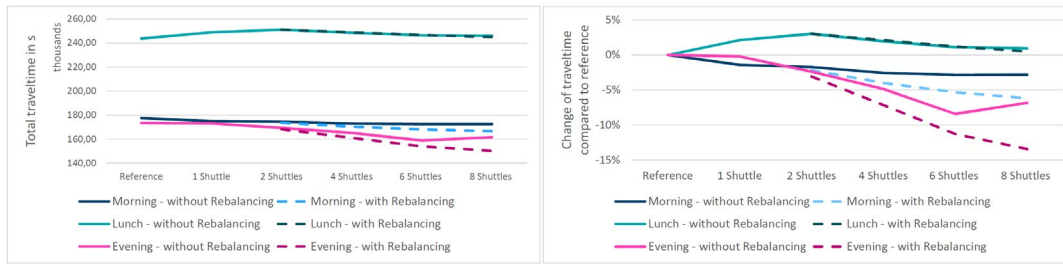 Total traveltime in s
thousands
260,00
240,00
220,00
200,00
180,00
160,00
140,00
Reference 1 Shuttle 2 Shuttles 4 Shuttles 6 Shuttles 8 Shuttles
Morning - without Rebalancing Morning - with Rebalancing
Lunch - without Rebalancing Lunch - with Rebalancing
Evening - without Rebalancing Evening - with Rebalancing
Change of traveltime
compared to reference
5%
0%
-5%
-10%
-15%
Reference 1 Shuttle 2 Shuttles 4 Shuttles 6 Shuttles 8 Shuttles
Morning - without Rebalancing Morning - with Rebalancing
Lunch - without Rebalancing Lunch - with Rebalancing
Evening - without Rebalancing Evening - with Rebalancing